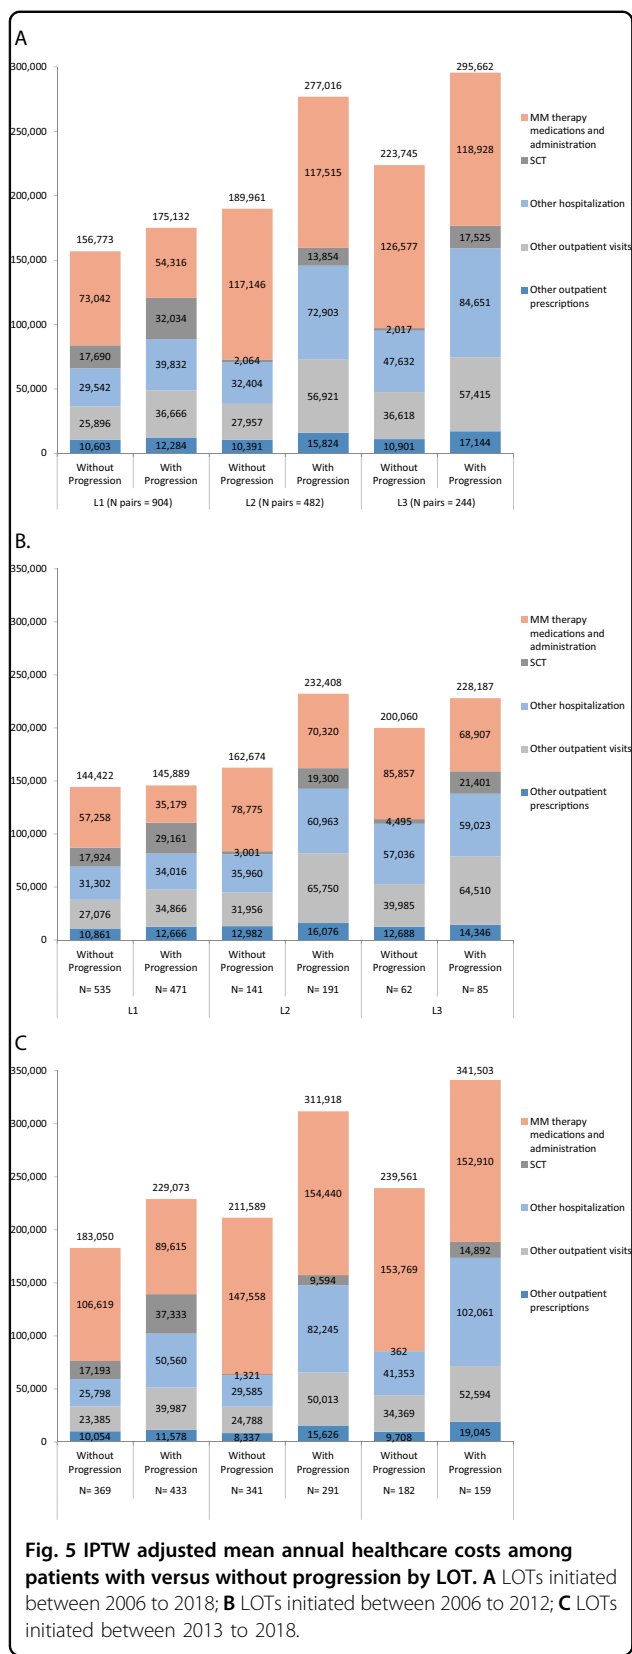 A
300,000
250,000
200,000
150,000
100,000
50,000
0
156,773
73,042
17,690
29,542
25,896
10,603
175,132
54,316
32,034
39,832
36,666
12,284
189,961
117,146
2,064
32,404
27,957
10,391
277,016
117,515
13,854
72,903
56,921
15,824
223,745
126,577
2,017
47,632
36,618
10,901
295,662
118,928
17,525
84,651
57,415
17,144
MM therapy
medications and
administration
SCT
Other hospitalization
Other outpatient visits
Other outpatient
prescriptions
Without Progression
With Progression
Without Progression
With Progression
Without Progression
With Progression
L1 (N pairs = 904)
L2 (N pairs = 482)
L3 (N pairs = 244)
B.
350,000
300,000
250,000
200,000
150,000
100,000
50,000
0
144,422
57,258
17,924
31,302
27,076
10,861
145,889
35,179
29,161
34,016
34,866
12,666
162,674
78,775
3,001
35,960
31,956
12,982
232,408
70,320
19,300
60,963
65,750
16,076
200,060
85,857
4,495
57,036
39,985
12,688
228,187
68,907
21,401
59,023
64,510
14,346
MM therapy
medications and
administration
SCT
Other hospitalization
Other outpatient visits
Other outpatient
prescriptions
Without Progression
With Progression
Without Progression
With Progression
Without Progression
With Progression
N= 535
N= 471
N= 141
N= 191
N= 62
N= 85
L1
L2
L3
C
350,000
300,000
250,000
200,000
150,000
100,000
50,000
0
183,050
106,619
17,193
25,798
23,385
10,054
229,073
89,615
37,333
50,560
39,987
11,578
211,589
147,558
1,321
29,585
24,788
8,337
311,918
154,440
9,594
82,245
50,013
15,626
239,561
153,769
362
41,353
34,369
9,708
341,503
152,910
14,892
102,061
52,594
19,045
MM therapy
medications and
administration
SCT
Other hospitalization
Other outpatient visits
Other outpatient
prescriptions
Without Progression
With Progression
Without Progression
With Progression
Without Progression
With Progression
N= 369
N= 433
N= 341
N= 291
N= 182
N= 159
Fig. 5 IPTW adjusted mean annual healthcare costs among
patients with versus without progression by LOT. A LOTs initiated
between 2006 to 2018; B LOTs initiated between 2006 to 2012; C LOTs
initiated between 2013 to 2018.